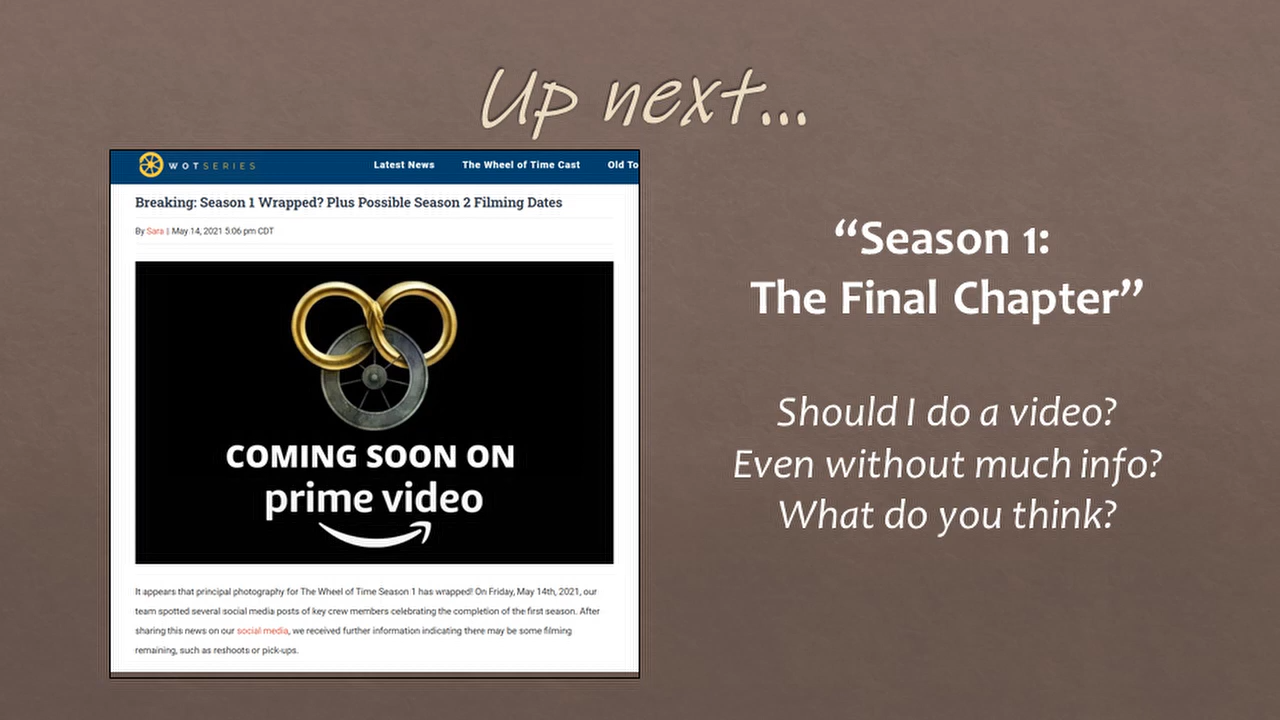 Up next...
WOTSERIES
Latest News The Wheel of Time Cast Old To
Breaking: Season 1 Wrapped? Plus Possible Season 2 Filming Dates
By Sara | May 14, 2021 5:06 pm CDT
COMING SOON ON
prime video
It appears that principal photography for The Wheel of Time Season 1 has wrapped! On Friday, May 14th, 2021, our
team spotted several social media posts of key crew members celebrating the completion of the first season. After
sharing this news on our social media, we received further information indicating there may be some filming
remaining, such as reshoots or pick-ups.
“Season 1:
The Final Chapter”
Should I do a video?
Even without much info?
What do you think?